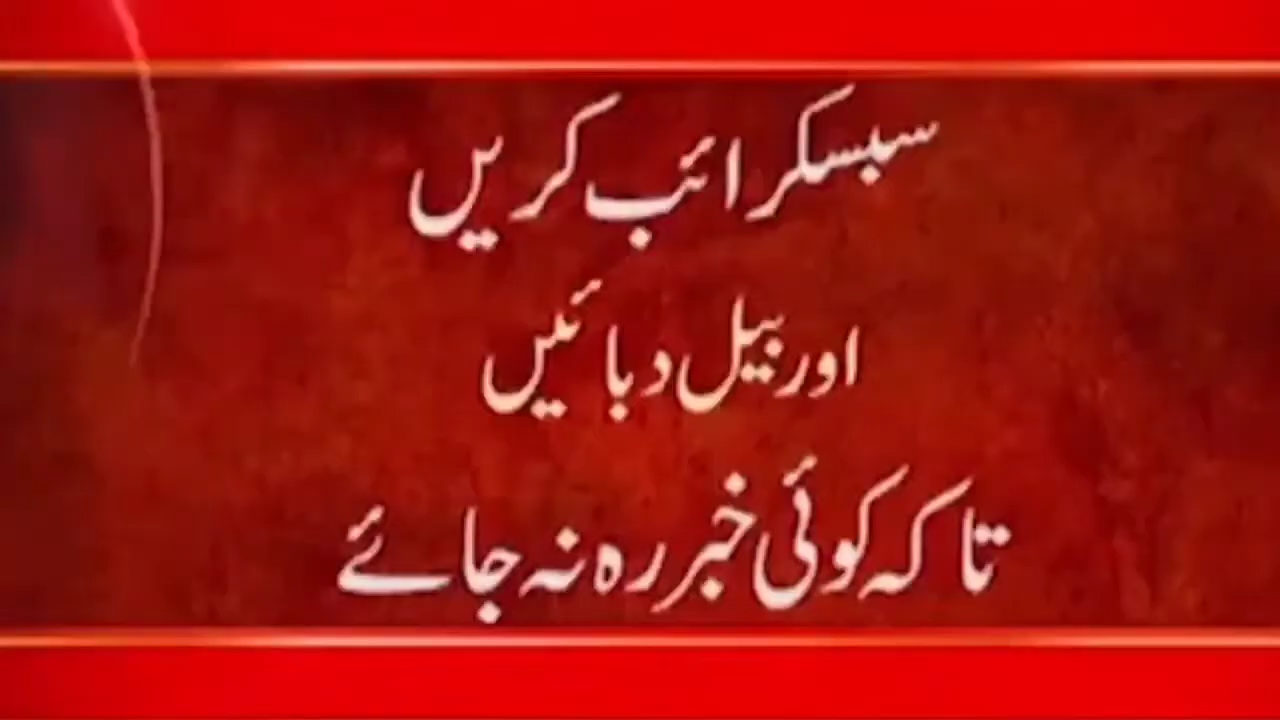 سبسکرائب کریں
اور بیل دبائیں
تاکہ کوئی خبر رہ نہ جائے